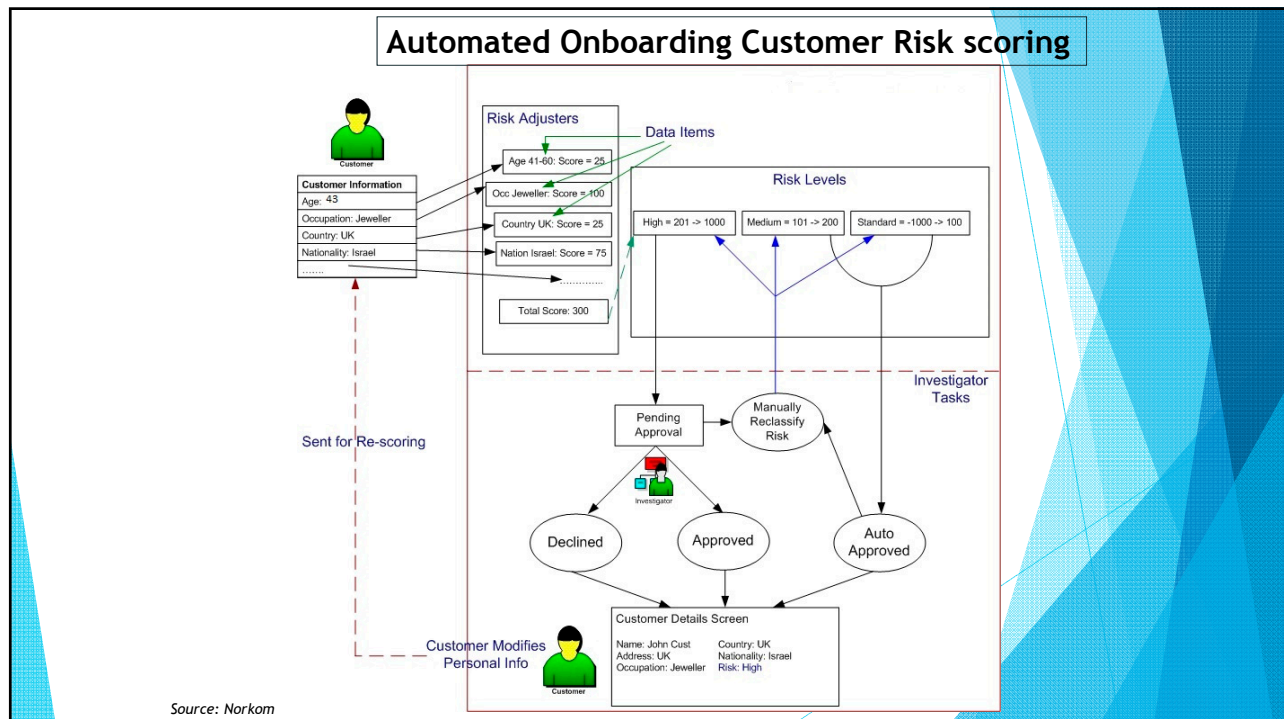 Automated Onboarding Customer Risk scoring
Customer
Customer Information
Age: 43
Occupation: Jeweller
Country: UK
Nationality: Israel
.......
Risk Adjusters
Age 41-60: Score = 25
Occ Jeweller: Score = 100
Country UK: Score = 25
Nation Israel: Score = 75
..............
Total Score: 300
Data Items
Risk Levels
High = 201 -> 1000
Medium = 101 -> 200
Standard = -1000 -> 100
Investigator
Tasks
Sent for Re-scoring
Pending
Approval
Manually
Reclassify
Risk
Investigator
Declined
Approved
Auto
Approved
Customer Modifies
Personal Info
Customer
Customer Details Screen
Name: John Cust
Country: UK
Address: UK
Nationality: Israel
Occupation: Jeweller
Risk: High
Source: Norkom